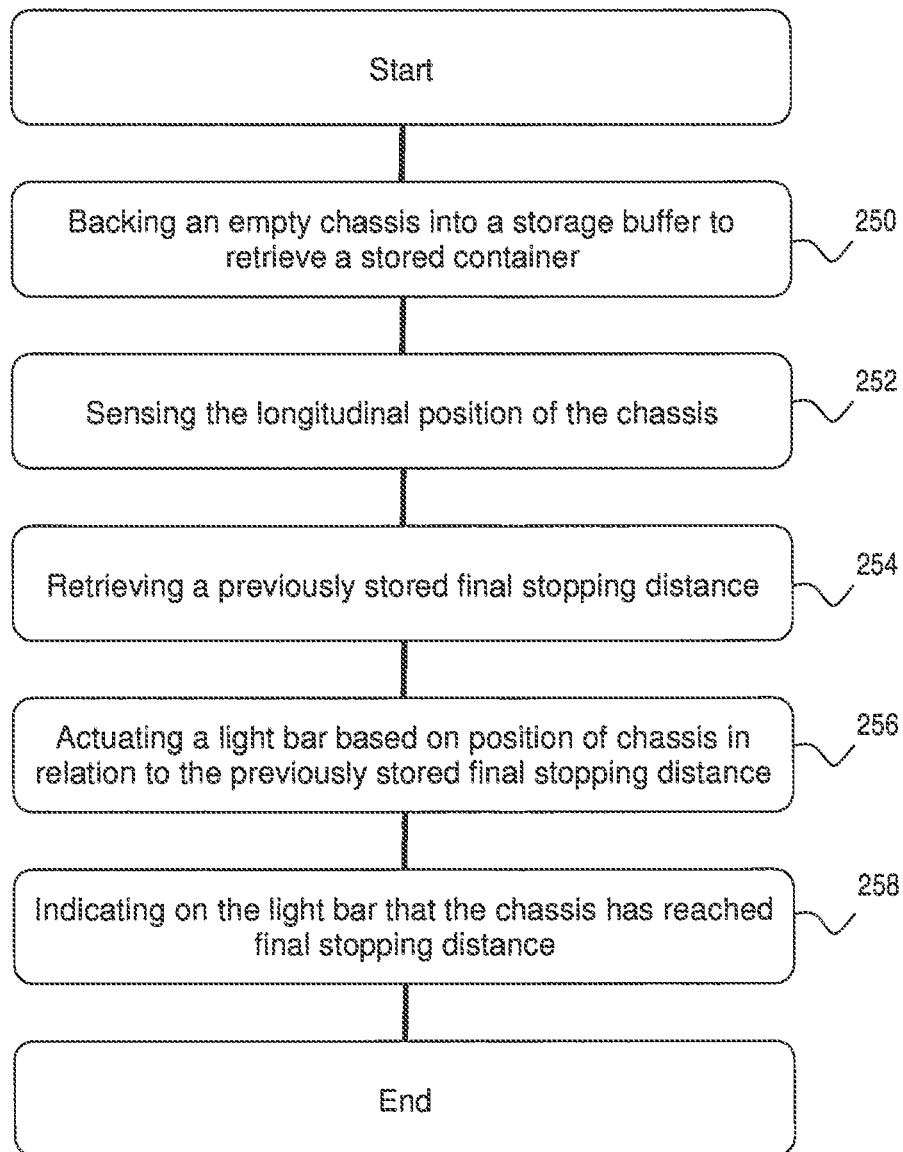 Start
Backing an empty chassis into a storage buffer to
retrieve a stored container
250
Sensing the longitudinal position of the chassis
252
Retrieving a previously stored final stopping distance
254
Actuating a light bar based on position of chassis in
relation to the previously stored final stopping distance
256
Indicating on the light bar that the chassis has reached
final stopping distance
258
End